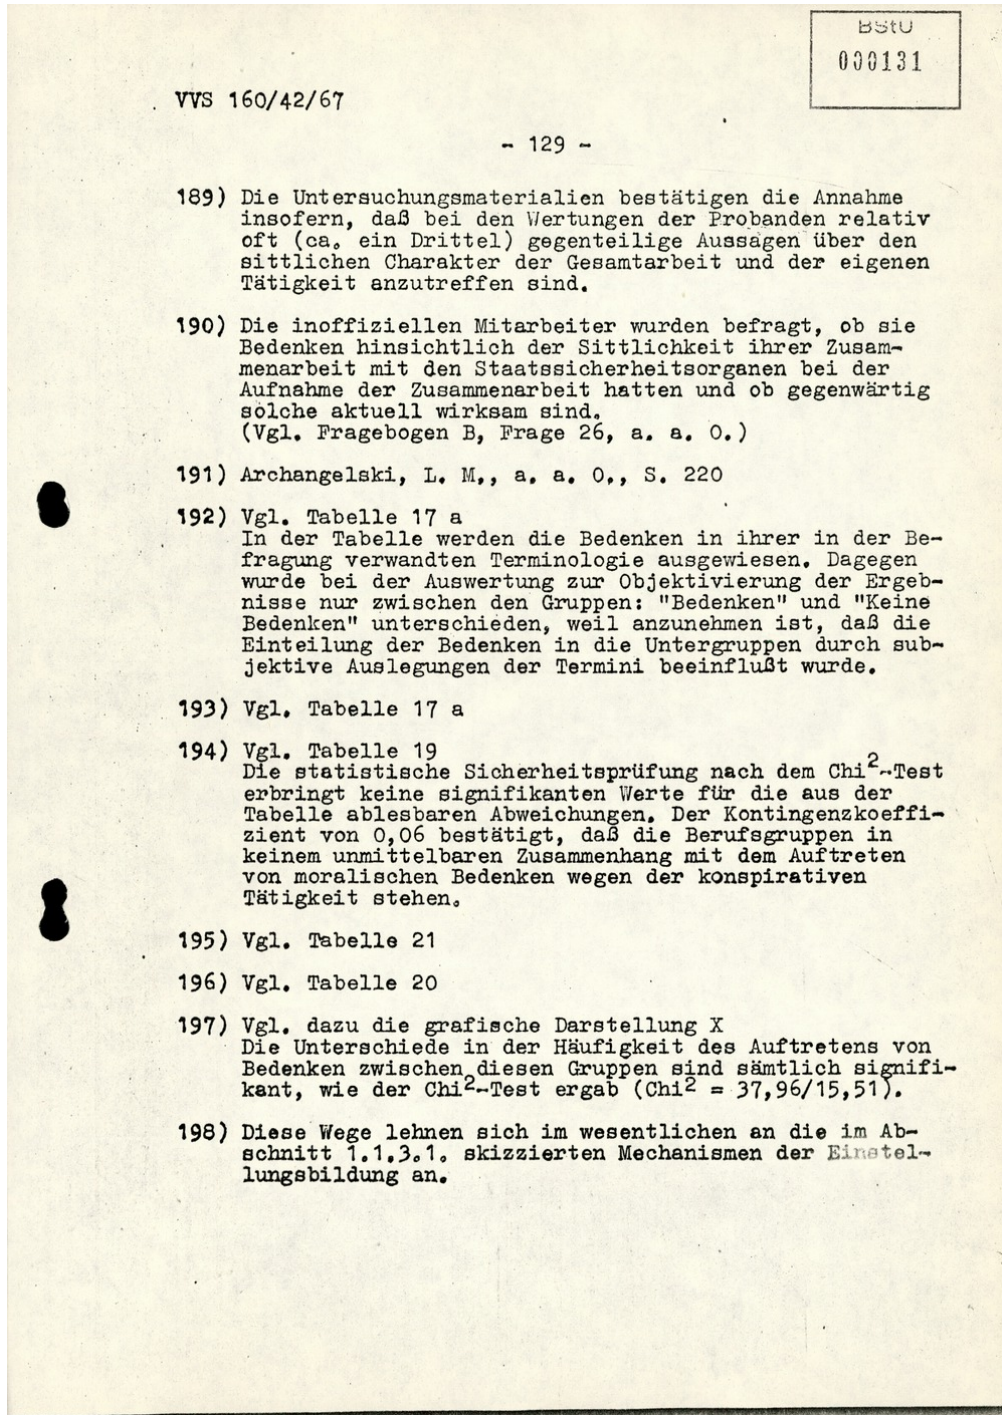 BStU
000131
VVS 160/42/67
- 129 -
189) Die Untersuchungsmaterialien bestätigen die Annahme
insofern, daß bei den Wertungen der Probanden relativ
oft (ca. ein Drittel) gegenteilige Aussagen über den
sittlichen Charakter der Gesamtarbeit und der eigenen
Tätigkeit anzutreffen sind.
190) Die inoffiziellen Mitarbeiter wurden befragt, ob sie
Bedenken hinsichtlich der Sittlichkeit ihrer Zusam-
menarbeit mit den Staatssicherheitsorganen bei der
Aufnahme der Zusammenarbeit hatten und ob gegenwärtig
solche aktuell wirksam sind.
(Vgl. Fragebogen B, Frage 26, a. a. O.)
191) Archangelski, L. M., a. a. O., S. 220
192) Vgl. Tabelle 17 a
In der Tabelle werden die Bedenken in ihrer in der Be-
fragung verwandten Terminologie ausgewiesen. Dagegen
wurde bei der Auswertung zur Objektivierung der Ergeb-
nisse nur zwischen den Gruppen: "Bedenken" und "Keine
Bedenken" unterschieden, weil anzunehmen ist, daß die
Einteilung der Bedenken in die Untergruppen durch sub-
jektive Auslegungen der Termini beeinflußt wurde.
193) Vgl. Tabelle 17 a
194) Vgl. Tabelle 19
Die statistische Sicherheitsprüfung nach dem Chi²-Test
erbringt keine signifikanten Werte für die aus der
Tabelle ablesbaren Abweichungen. Der Kontingenzkoeffi-
zient von 0,06 bestätigt, daß die Berufsgruppen in
keinem unmittelbaren Zusammenhang mit dem Auftreten
von moralischen Bedenken wegen der konspirativen
Tätigkeit stehen.
195) Vgl. Tabelle 21
196) Vgl. Tabelle 20
197) Vgl. dazu die grafische Darstellung X
Die Unterschiede in der Häufigkeit des Auftretens von
Bedenken zwischen diesen Gruppen sind sämtlich signifi-
kant, wie der Chi²-Test ergab (Chi² = 37,96/15,51).
198) Diese Wege lehnen sich im wesentlichen an die im Ab-
schnitt 1.1.3.1. skizzierten Mechanismen der Einstel-
lungsbildung an.